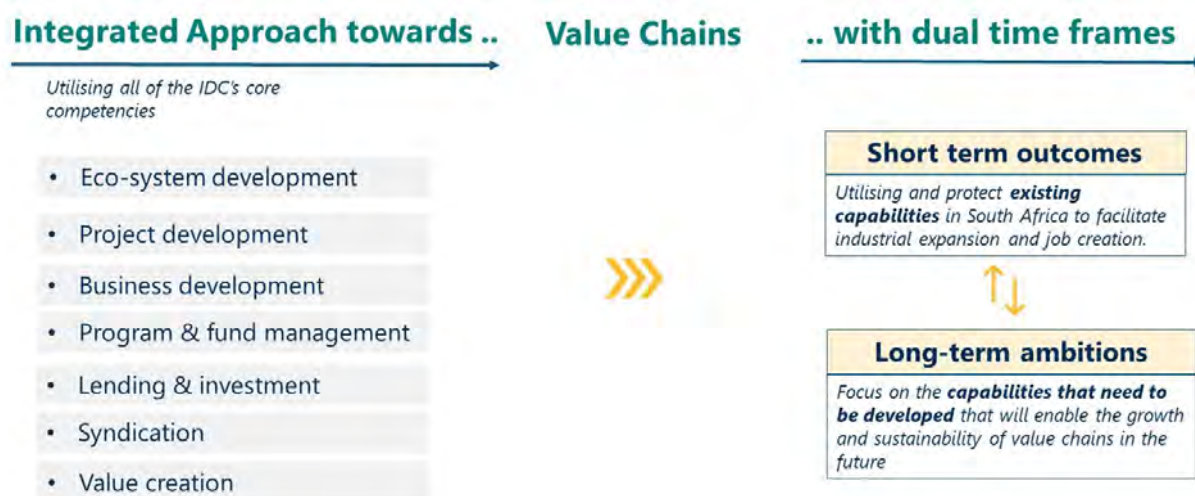 Integrated Approach towards ..
Value Chains
.. with dual time frames
Utilising all of the IDC's core
competencies
• Eco-system development
• Project development
• Business development
• Program & fund management
• Lending & investment
• Syndication
• Value creation
Short term outcomes
Utilising and protect existing
capabilities in South Africa to facilitate
industrial expansion and job creation.
Long-term ambitions
Focus on the capabilities that need to
be developed that will enable the growth
and sustainability of value chains in the
future